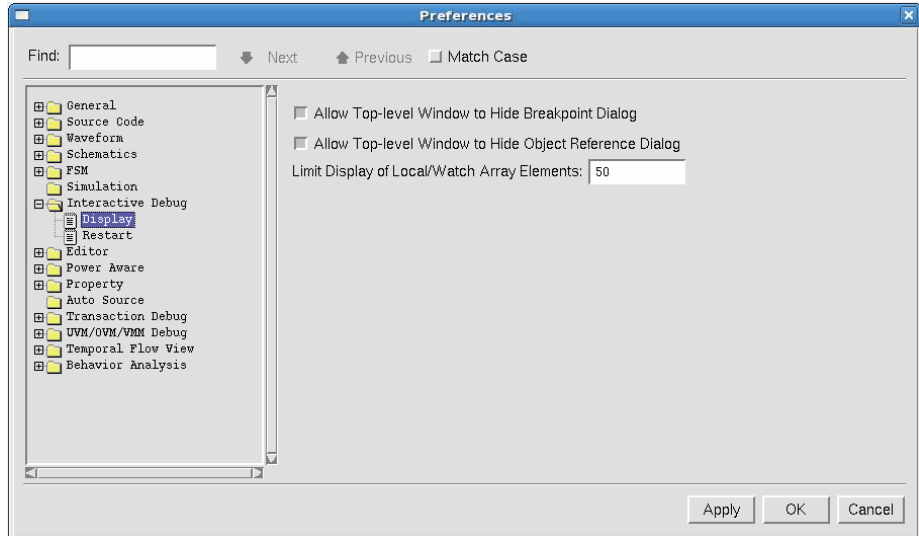 Preferences
Find: Next Previous Match Case
General
Source Code
Waveform
Schematics
FSM
Simulation
Interactive Debug
Display
Restart
Editor
Power Aware
Property
Auto Source
Transaction Debug
UVM/OVM/VMM Debug
Temporal Flow View
Behavior Analysis
Allow Top-level Window to Hide Breakpoint Dialog
Allow Top-level Window to Hide Object Reference Dialog
Limit Display of Local/Watch Array Elements: 50
Apply OK Cancel